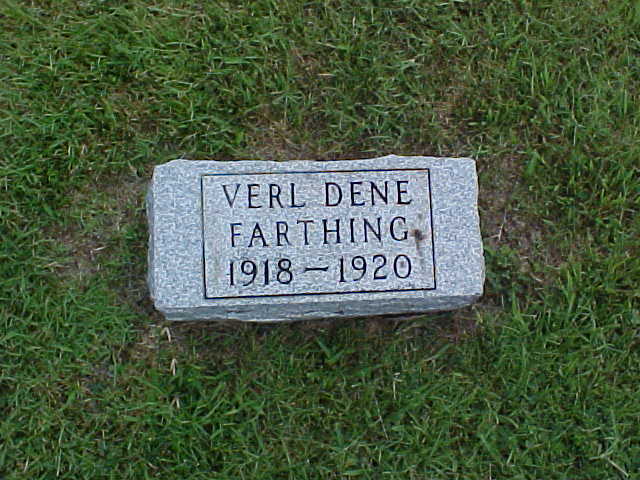 VERL DENE
FARTHING
1918 — 1920